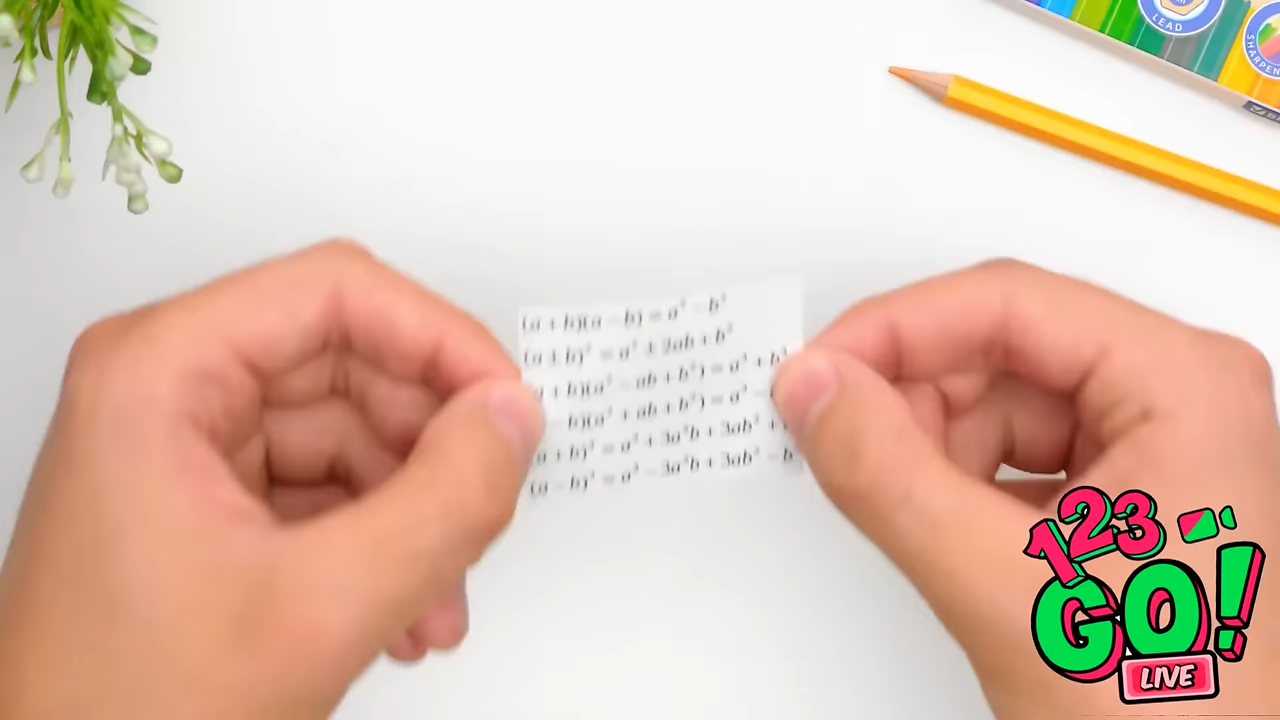 LEAD
SHARPEN
(a + b)(a − b) = a² − b²
(a ± b)² = a² ± 2ab + b²
+ b)(a² − ab + b²) = a³ + b³
b)(a² + ab + b²) = a³ −
(a + b)³ = a³ + 3a²b + 3ab² +
(a − b)³ = a³ − 3a²b + 3ab² − b
123
GO!
LIVE